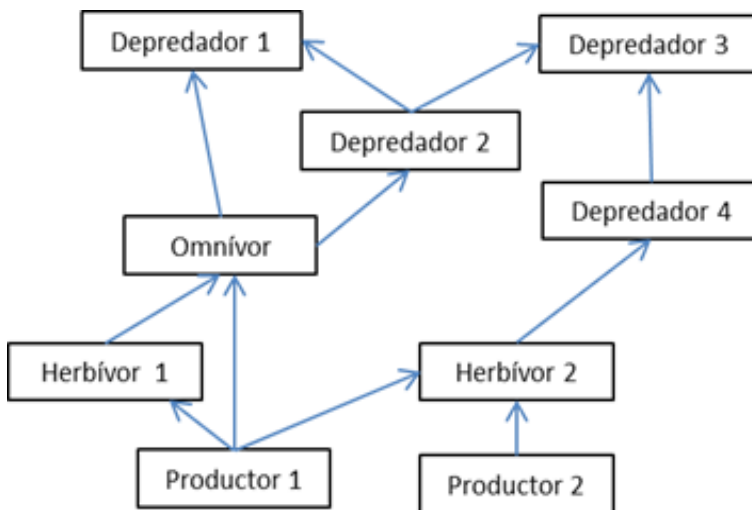 Depredador 1
Depredador 3
Depredador 2
Depredador 4
Omnívor
Herbívor 1
Herbívor 2
Productor 1
Productor 2